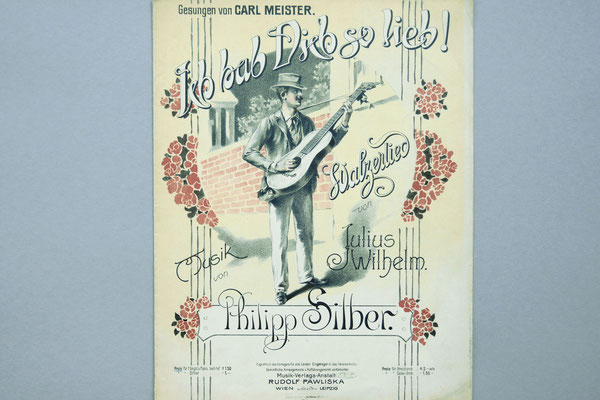 Gesungen von CARL MEISTER.
Ich hab Dich so lieb!
Walzerlied
von
Julius
Wilhelm.
Musik
von
Philipp Silber.
Musik-Verlags-Anstalt
RUDOLF PAWLISKA
WIEN LEIPZIG